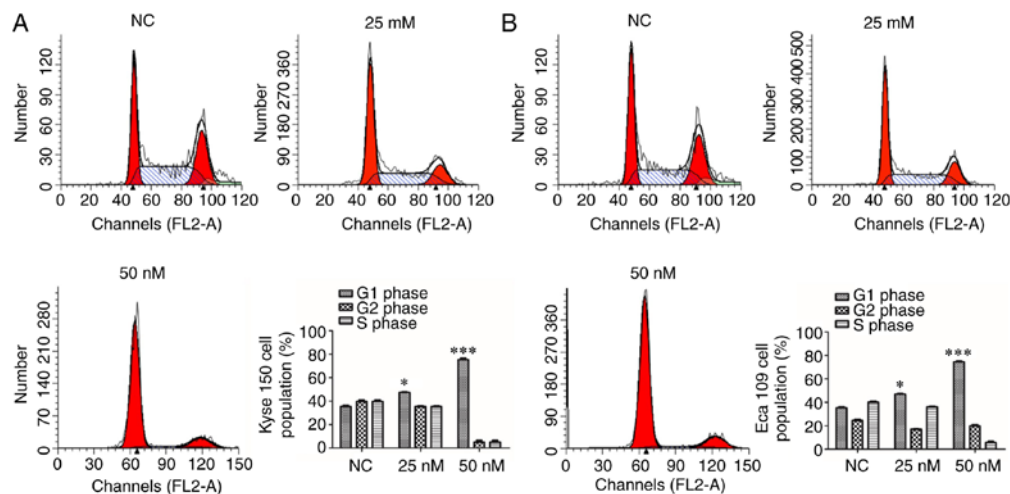 A
NC
120
90
60
30
0
Number
0 20 40 60 80 100 120
Channels (FL2-A)
25 mM
360
270
180
90
0
Number
0 20 40 60 80 100 120
Channels (FL2-A)
B
NC
120
90
60
30
0
Number
0 20 40 60 80 100 120
Channels (FL2-A)
25 mM
500
400
300
200
100
0
Number
0 20 40 60 80 100 120
Channels (FL2-A)
50 nM
280
210
140
70
0
Number
0 30 60 90 120 150
Channels (FL2-A)
G1 phase
G2 phase
S phase
100
80
60
40
20
0
Kyse 150 cell
population (%)
* ***
NC 25 nM 50 nM
50 nM
360
270
180
90
0
0 30 60 90 120 150
Channels (FL2-A)
G1 phase
G2 phase
S phase
100
80
60
40
20
0
Eca 109 cell
population (%)
* ***
NC 25 nM 50 nM